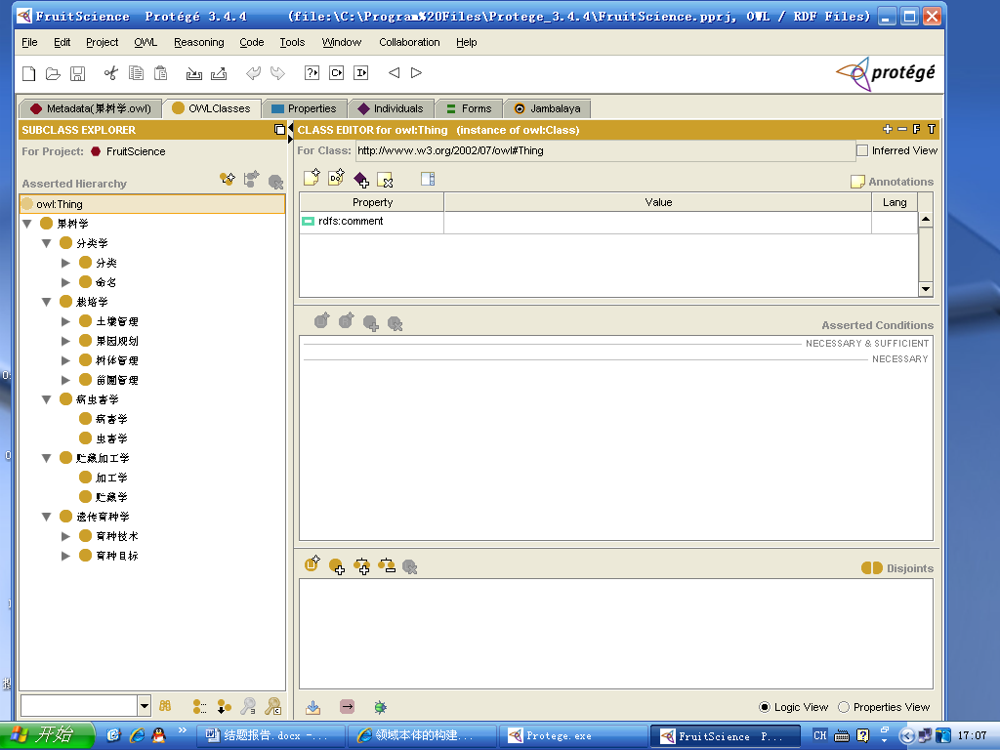 FruitScience Protégé 3.4.4 (file:\C:\Program%20Files\Protege_3.4.4\FruitScience.pprj, OWL / RDF Files)
File Edit Project OWL Reasoning Code Tools Window Collaboration Help
protégé
Metadata(果树学.owl) OWLClasses Properties Individuals Forms Jambalaya
SUBCLASS EXPLORER
CLASS EDITOR for owl:Thing (instance of owl:Class)
For Project: FruitScience
For Class: http://www.w3.org/2002/07/owl#Thing
Inferred View
Asserted Hierarchy
Annotations
Property Value Lang
rdfs:comment
owl:Thing
果树学
分类学
分类
命名
栽培学
土壤管理
果园规划
树体管理
苗圃管理
病虫害学
病害学
虫害学
贮藏加工学
加工学
贮藏学
遗传育种学
育种技术
育种目标
Asserted Conditions
NECESSARY & SUFFICIENT
NECESSARY
Disjoints
Logic View Properties View
开始
结题报告.docx -...
领域本体的构建...
Protege.exe
FruitScience P...
CH
17:07